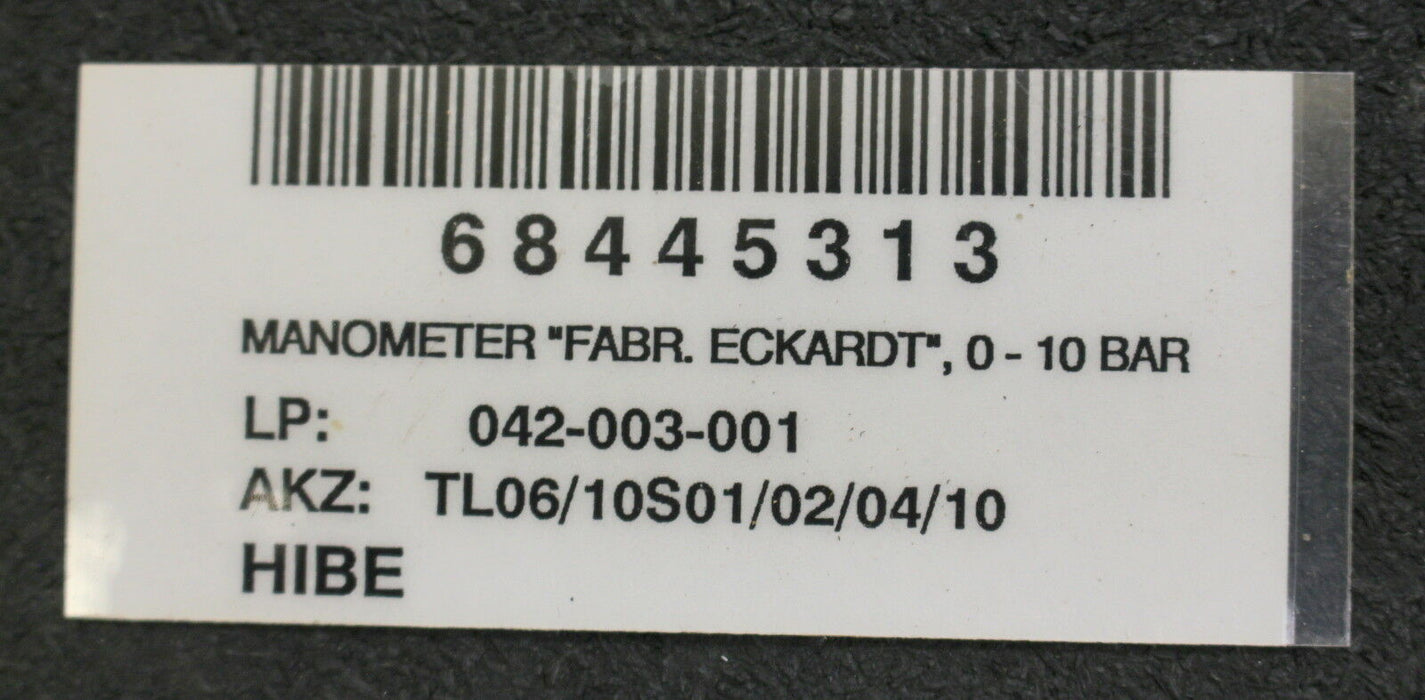 68445313
MANOMETER "FABR. ECKARDT", 0 - 10 BAR
LP: 042-003-001
AKZ: TL06/10S01/02/04/10
HIBE